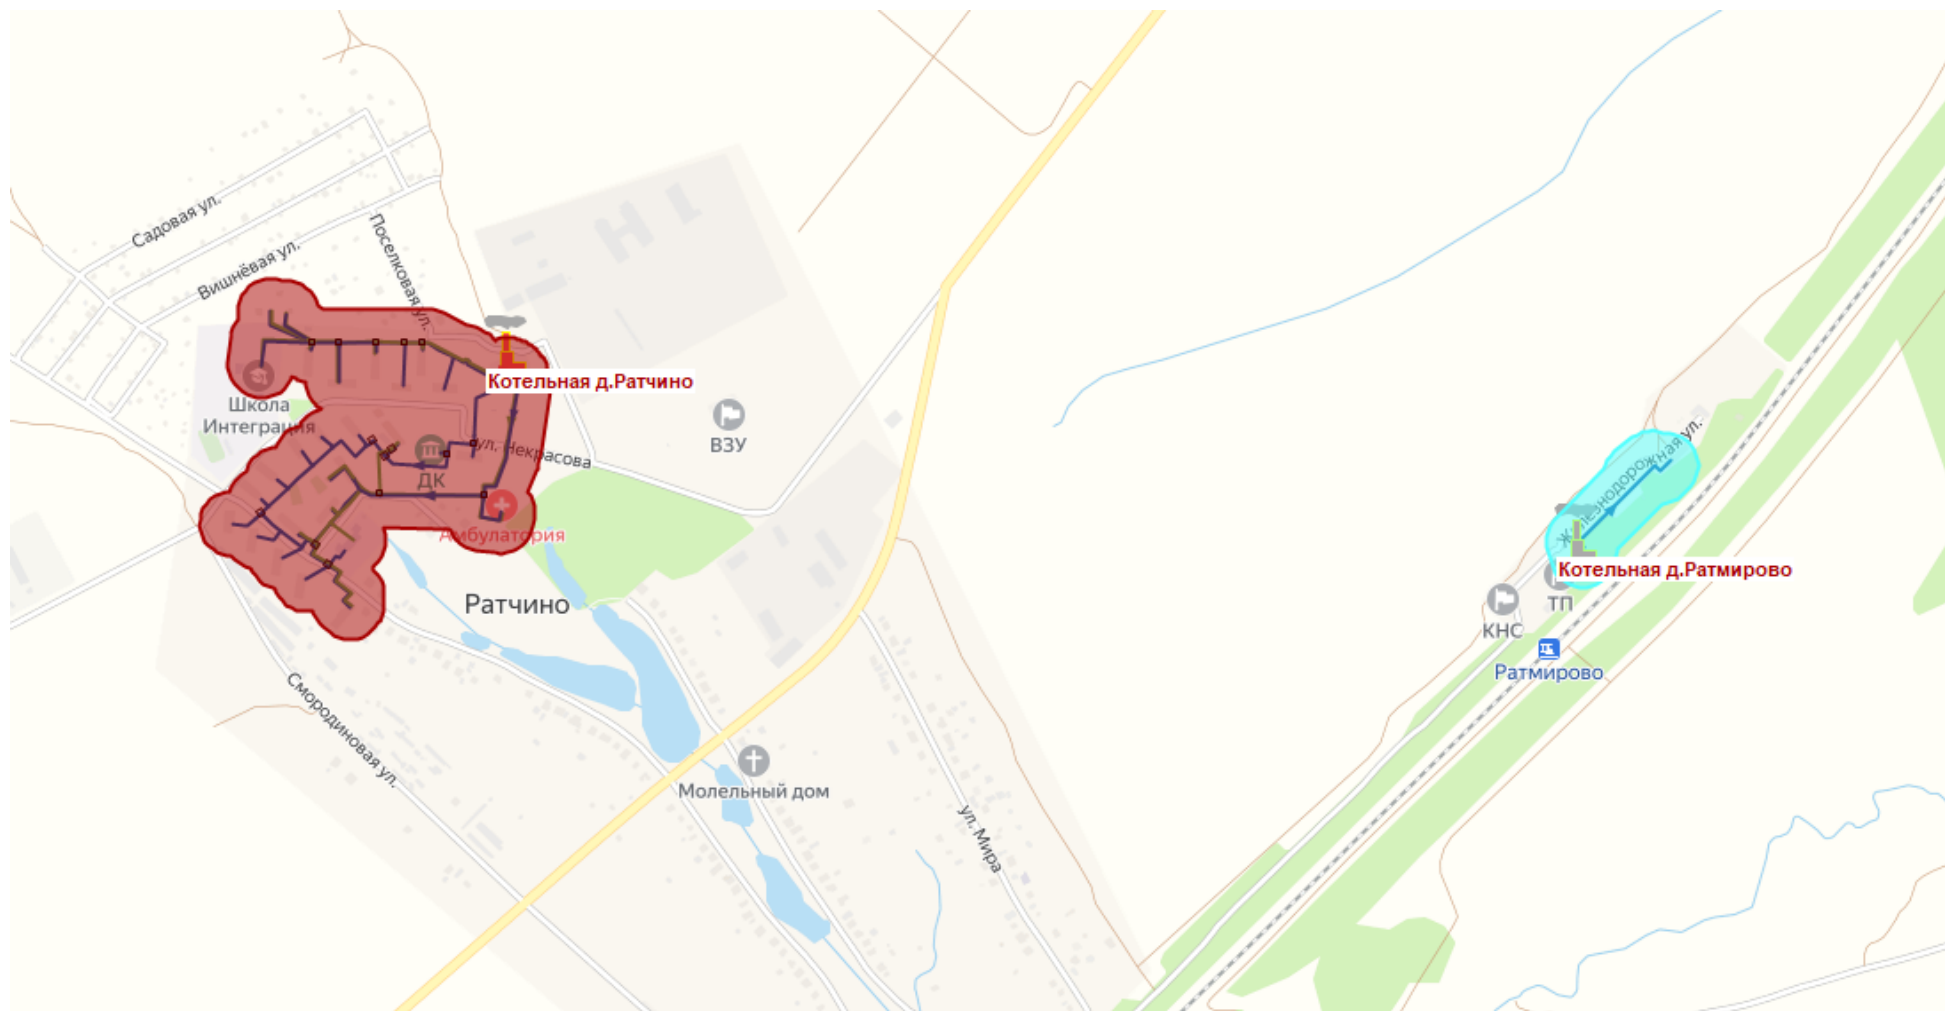 Садовая ул.
Вишнёвая ул.
Поселковая ул.
Котельная д.Ратчино
Школа
Интеграция
ДК
ул. Некрасова
ВЗУ
Амбулатория
Ратчино
Железнодорожная ул.
Котельная д.Ратмирово
ТП
КНС
Ратмирово
Смородиновая ул.
Молельный дом
ул. Мира